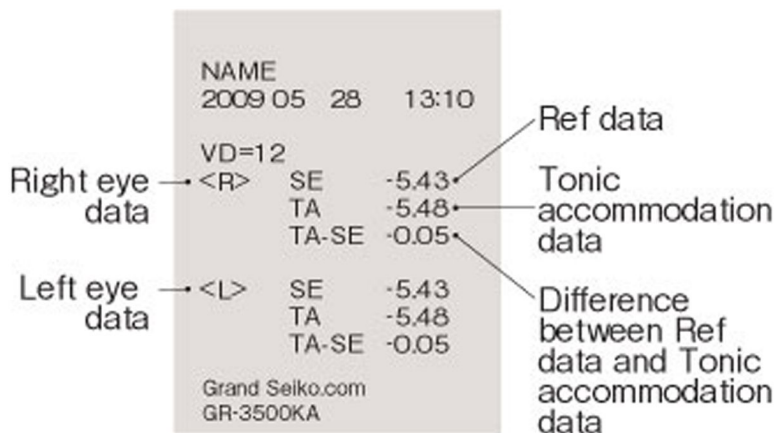 NAME
2009 05 28 13:10
VD=12
<R> SE -5.43
TA -5.48
TA-SE -0.05
<L> SE -5.43
TA -5.48
TA-SE -0.05
Grand Seiko.com
GR-3500KA
Right eye
data
Left eye
data
Ref data
Tonic
accommodation
data
Difference
between Ref
data and Tonic
accommodation
data